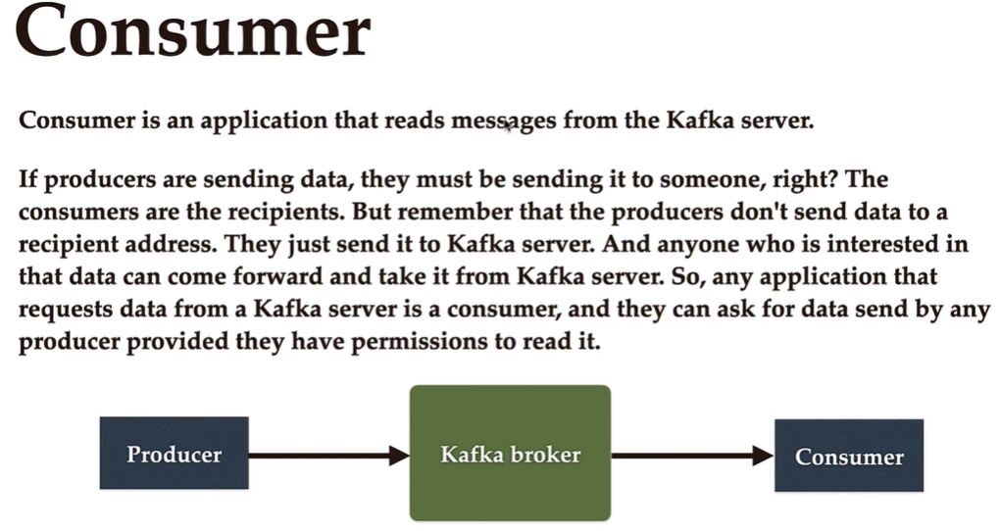 Consumer
Consumer is an application that reads messages from the Kafka server.
If producers are sending data, they must be sending it to someone, right? The
consumers are the recipients. But remember that the producers don't send data to a
recipient address. They just send it to Kafka server. And anyone who is interested in
that data can come forward and take it from Kafka server. So, any application that
requests data from a Kafka server is a consumer, and they can ask for data send by any
producer provided they have permissions to read it.
Producer
Kafka broker
Consumer